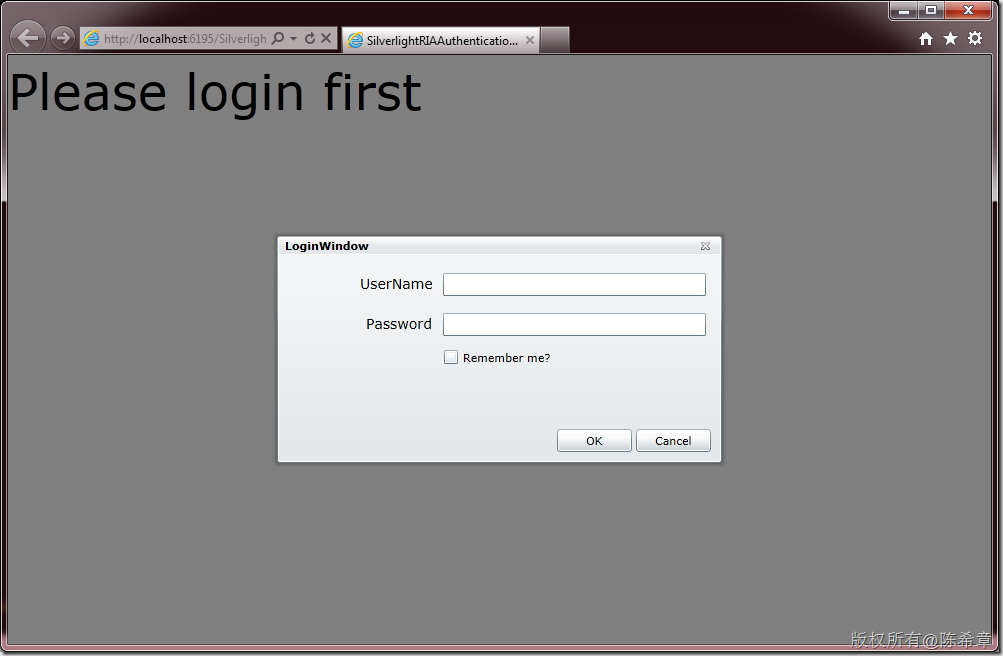 http://localhost:6195/Silverligh
SilverlightRIAAuthenticatio...
Please login first
LoginWindow
UserName
Password
Remember me?
OK
Cancel
版权所有@陈希章